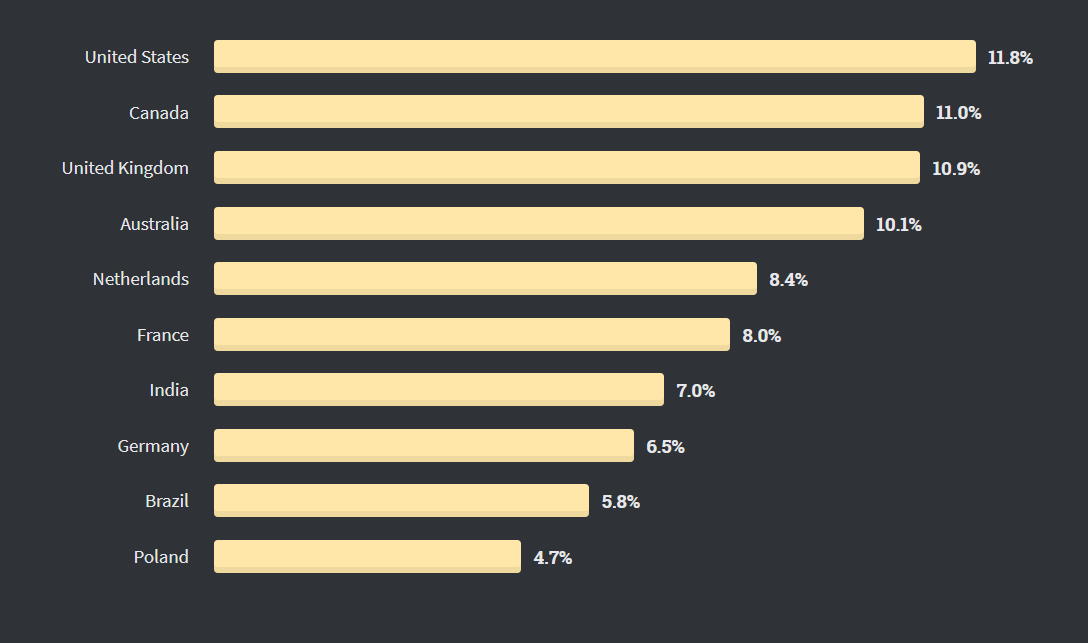 United States 11.8%
Canada 11.0%
United Kingdom 10.9%
Australia 10.1%
Netherlands 8.4%
France 8.0%
India 7.0%
Germany 6.5%
Brazil 5.8%
Poland 4.7%